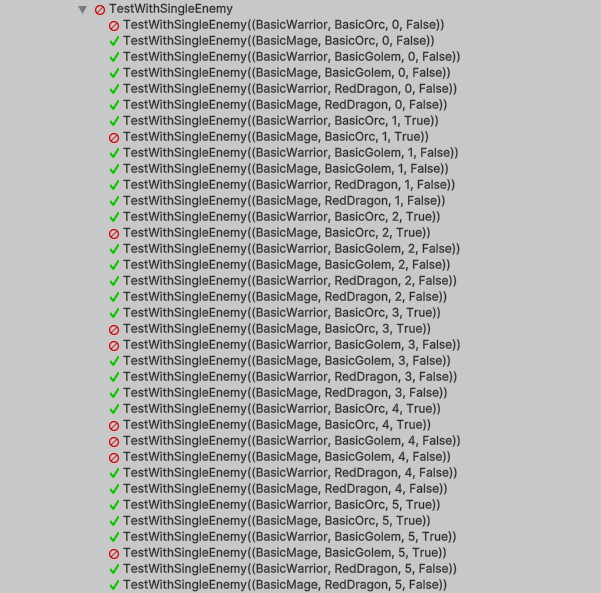 TestWithSingleEnemy
TestWithSingleEnemy((BasicWarrior, BasicOrc, 0, False))
TestWithSingleEnemy((BasicMage, BasicOrc, 0, False))
TestWithSingleEnemy((BasicWarrior, BasicGolem, 0, False))
TestWithSingleEnemy((BasicMage, BasicGolem, 0, False))
TestWithSingleEnemy((BasicWarrior, RedDragon, 0, False))
TestWithSingleEnemy((BasicMage, RedDragon, 0, False))
TestWithSingleEnemy((BasicWarrior, BasicOrc, 1, True))
TestWithSingleEnemy((BasicMage, BasicOrc, 1, True))
TestWithSingleEnemy((BasicWarrior, BasicGolem, 1, False))
TestWithSingleEnemy((BasicMage, BasicGolem, 1, False))
TestWithSingleEnemy((BasicWarrior, RedDragon, 1, False))
TestWithSingleEnemy((BasicMage, RedDragon, 1, False))
TestWithSingleEnemy((BasicWarrior, BasicOrc, 2, True))
TestWithSingleEnemy((BasicMage, BasicOrc, 2, True))
TestWithSingleEnemy((BasicWarrior, BasicGolem, 2, False))
TestWithSingleEnemy((BasicMage, BasicGolem, 2, False))
TestWithSingleEnemy((BasicWarrior, RedDragon, 2, False))
TestWithSingleEnemy((BasicMage, RedDragon, 2, False))
TestWithSingleEnemy((BasicWarrior, BasicOrc, 3, True))
TestWithSingleEnemy((BasicMage, BasicOrc, 3, True))
TestWithSingleEnemy((BasicWarrior, BasicGolem, 3, False))
TestWithSingleEnemy((BasicMage, BasicGolem, 3, False))
TestWithSingleEnemy((BasicWarrior, RedDragon, 3, False))
TestWithSingleEnemy((BasicMage, RedDragon, 3, False))
TestWithSingleEnemy((BasicWarrior, BasicOrc, 4, True))
TestWithSingleEnemy((BasicMage, BasicOrc, 4, True))
TestWithSingleEnemy((BasicWarrior, BasicGolem, 4, False))
TestWithSingleEnemy((BasicMage, BasicGolem, 4, False))
TestWithSingleEnemy((BasicWarrior, RedDragon, 4, False))
TestWithSingleEnemy((BasicMage, RedDragon, 4, False))
TestWithSingleEnemy((BasicWarrior, BasicOrc, 5, True))
TestWithSingleEnemy((BasicMage, BasicOrc, 5, True))
TestWithSingleEnemy((BasicWarrior, BasicGolem, 5, True))
TestWithSingleEnemy((BasicMage, BasicGolem, 5, True))
TestWithSingleEnemy((BasicWarrior, RedDragon, 5, False))
TestWithSingleEnemy((BasicMage, RedDragon, 5, False))